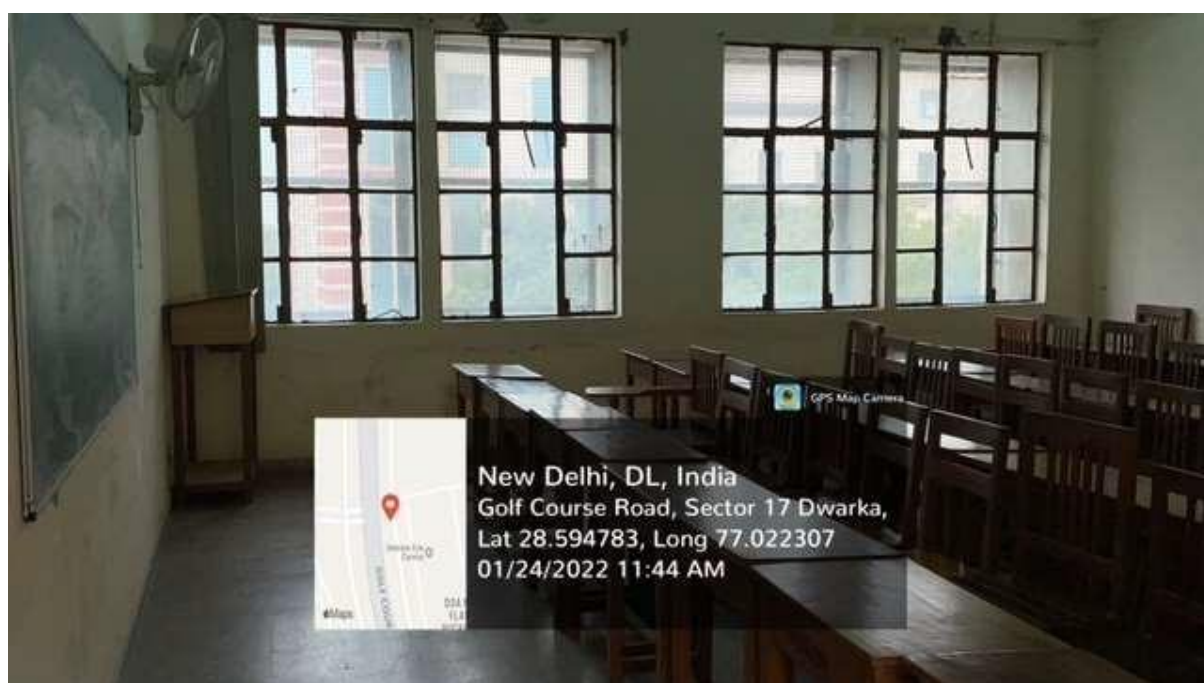 GPS Map Camera
New Delhi, DL, India
Golf Course Road, Sector 17 Dwarka,
Lat 28.594783, Long 77.022307
01/24/2022 11:44 AM
Maps